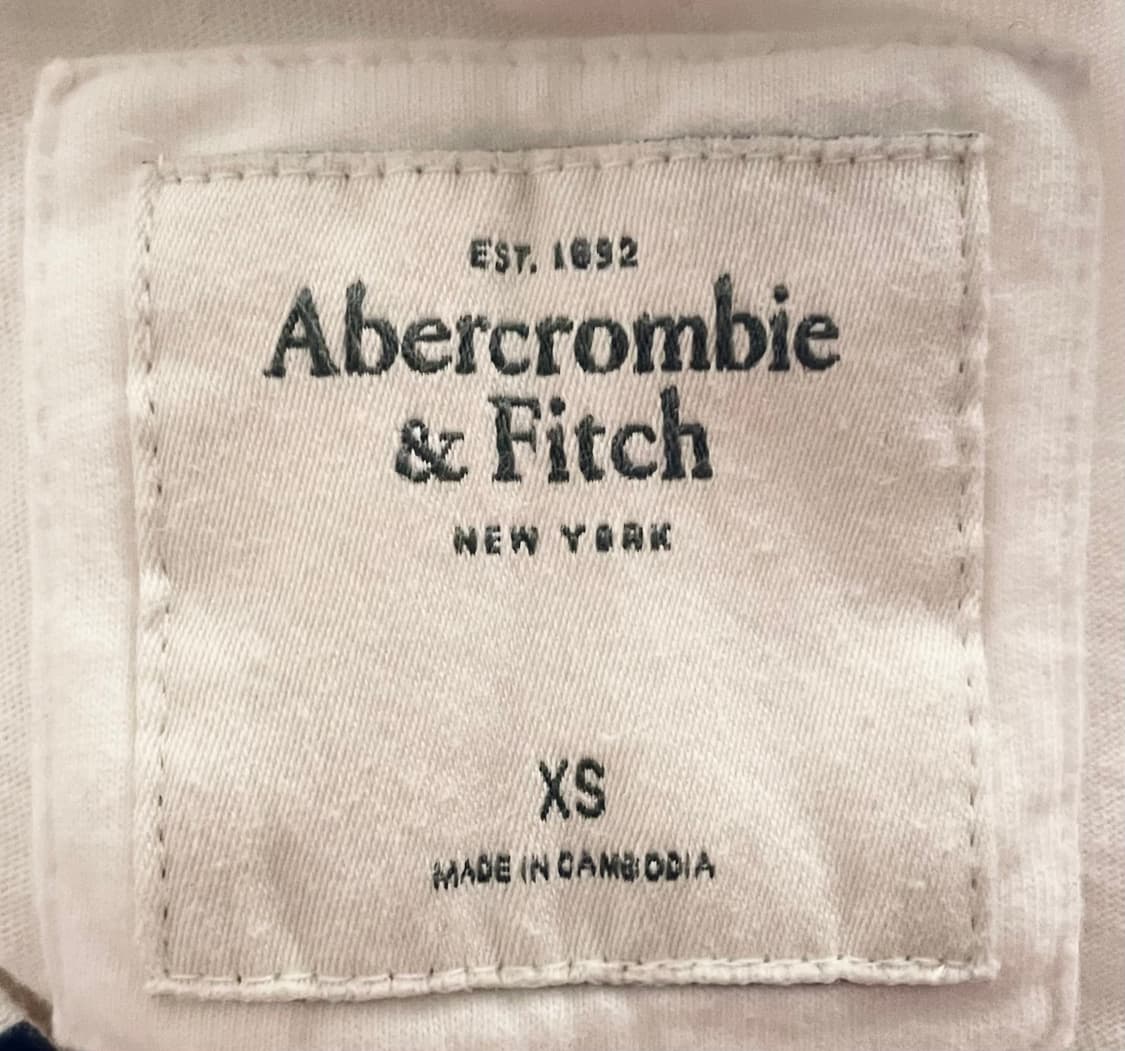 EST. 1892
Abercrombie
& Fitch
NEW YORK
XS
MADE IN CAMBODIA